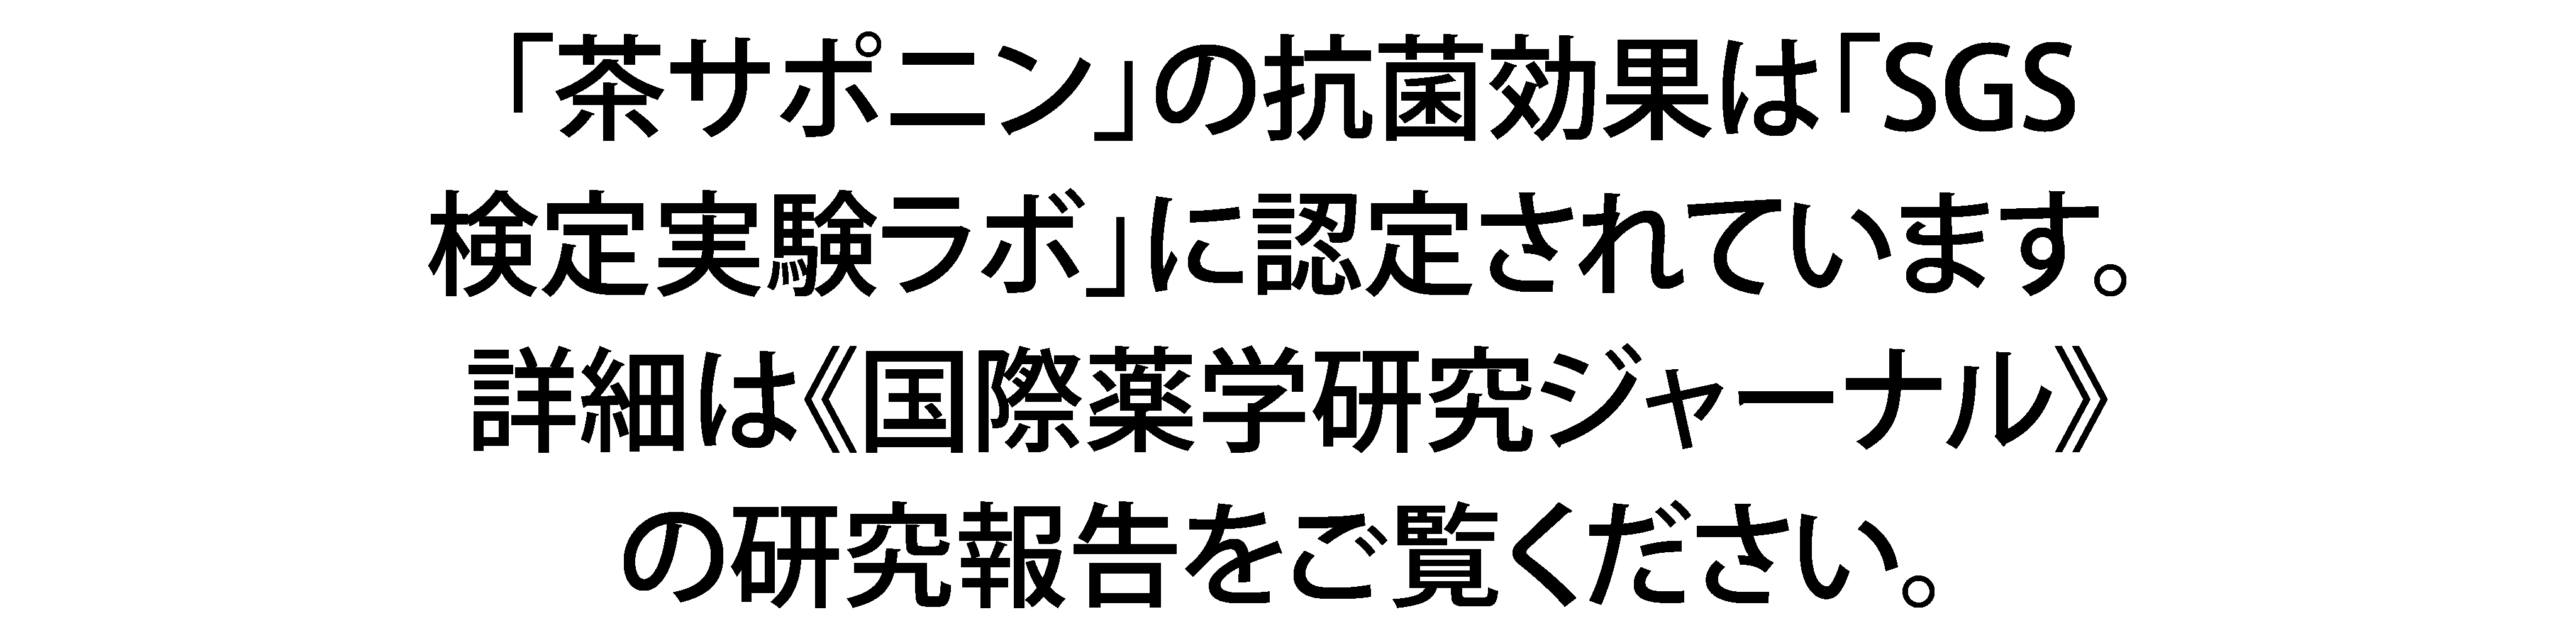 「茶サポニン」の抗菌効果は「SGS
検定実験ラボ」に認定されています。
詳細は《国際薬学研究ジャーナル》
の研究報告をご覧ください。